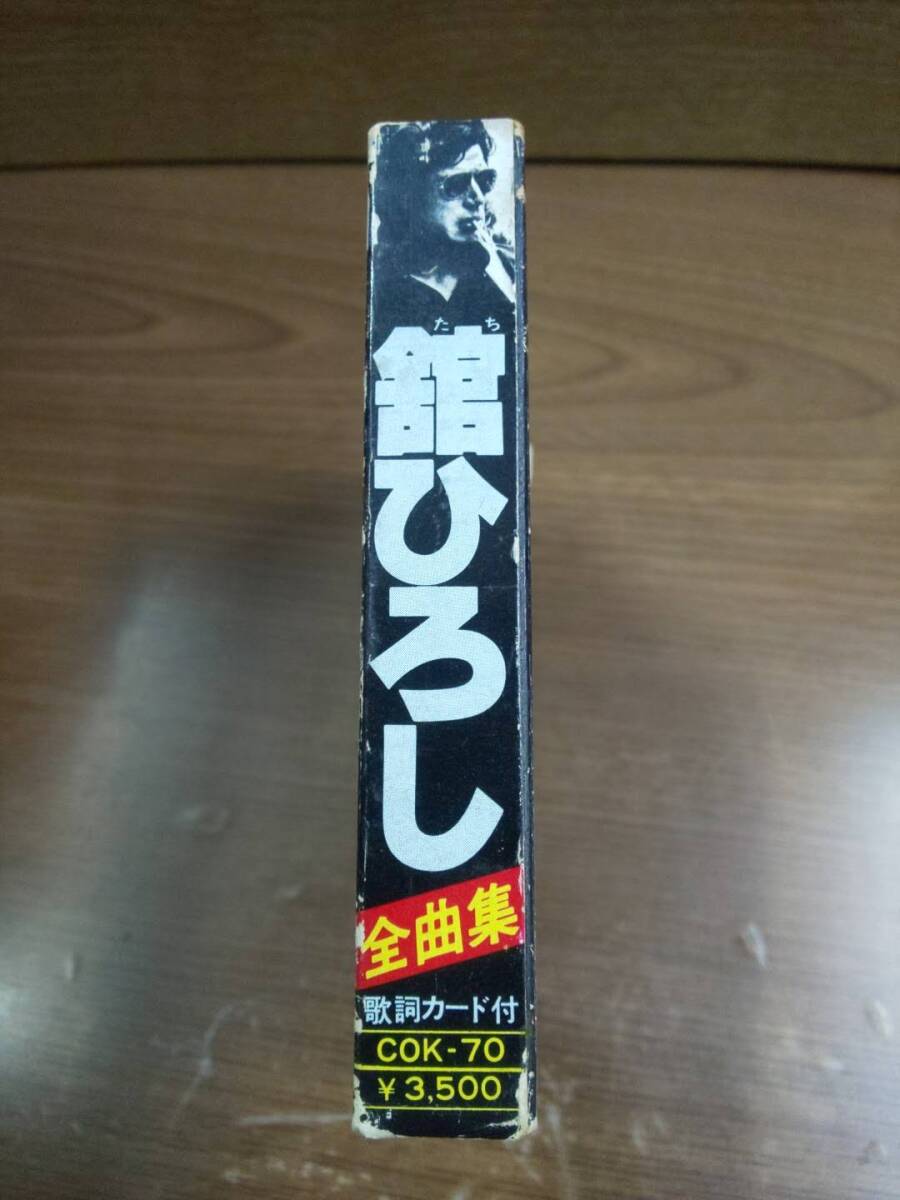 たち
舘ひろし
全曲集
歌詞カード付
COK-70
¥3,500